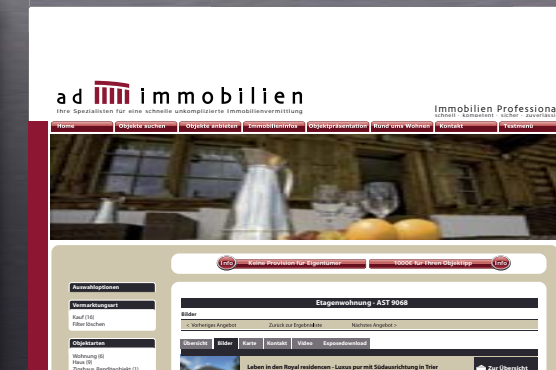 ad immobilien
Ihre Spezialisten für eine schnelle unkomplizierte Immobilienvermittlung
Immobilien Professiona
schnell · kompetent · sicher · zuverlässi
Home Objekte suchen Objekte anbieten Immobilieninfos Objektpräsentation Rund ums Wohnen Kontakt Testmenü
Info Keine Provision für Eigentümer 1000€ für Ihren Objekttipp Info
Auswahloptionen
Vermarktungsart
Kauf (16)
Filter löschen
Objektarten
Wohnung (6)
Haus (9)
Zinshaus, Renditeobjekt (1)
Etagenwohnung - AST 9068
Bilder
< Vorheriges Angebot Zurück zur Ergebnisliste Nächstes Angebot >
Übersicht Bilder Karte Kontakt Video Exposedownload
Leben in den Royal residencen - Luxus pur mit Südausrichtung in Trier
Zur Übersicht